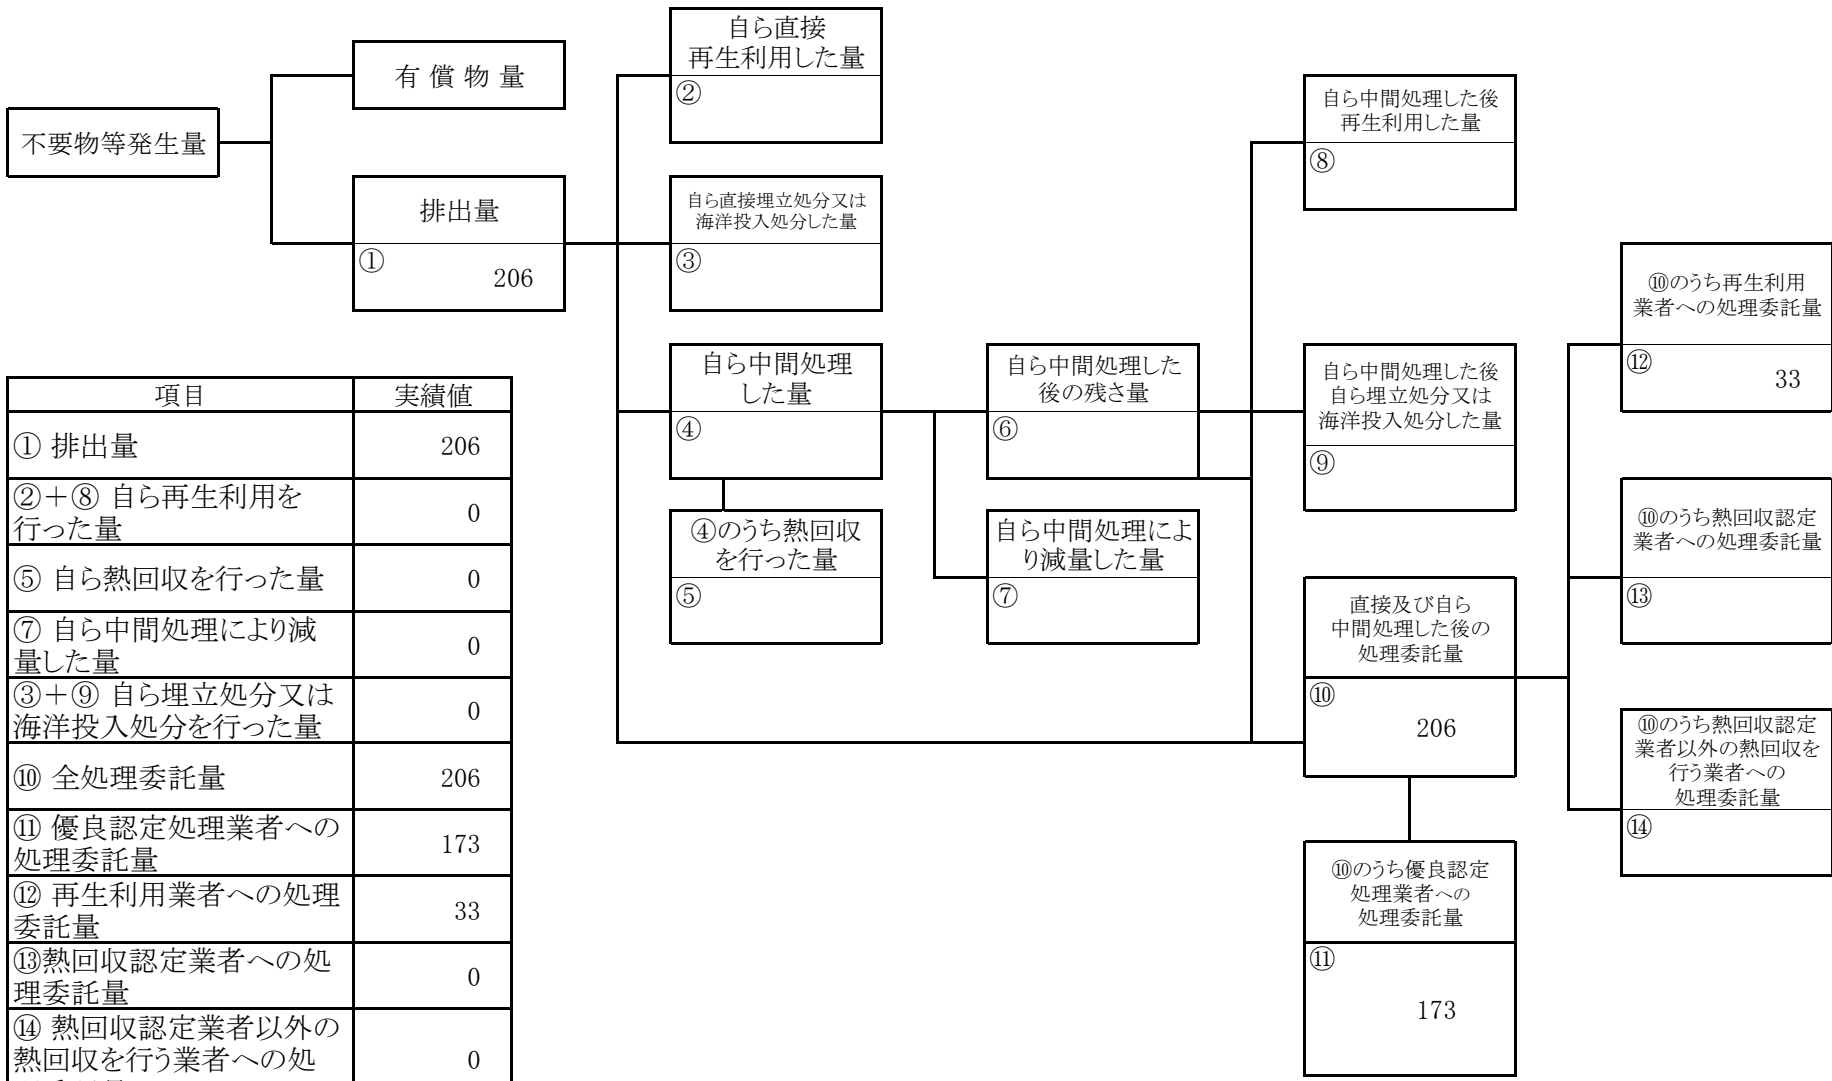 不要物等発生量
有 償 物 量
排出量
①
206
自ら直接
再生利用した量
②
自ら直接埋立処分又は
海洋投入処分した量
③
自ら中間処理
した量
④
④のうち熱回収
を行った量
⑤
自ら中間処理した
後の残さ量
⑥
自ら中間処理によ
り減量した量
⑦
自ら中間処理した後
再生利用した量
⑧
自ら中間処理した後
自ら埋立処分又は
海洋投入処分した量
⑨
直接及び自ら
中間処理した後の
処理委託量
⑩
206
⑩のうち優良認定
処理業者への
処理委託量
⑪
173
⑩のうち再生利用
業者への処理委託量
⑫
33
⑩のうち熱回収認定
業者への処理委託量
⑬
⑩のうち熱回収認定
業者以外の熱回収を
行う業者への
処理委託量
⑭
項目 実績値
① 排出量 206
②+⑧ 自ら再生利用を
行った量 0
⑤ 自ら熱回収を行った量 0
⑦ 自ら中間処理により減
量した量 0
③+⑨ 自ら埋立処分又は
海洋投入処分を行った量 0
⑩ 全処理委託量 206
⑪ 優良認定処理業者への
処理委託量 173
⑫ 再生利用業者への処理
委託量 33
⑬熱回収認定業者への処
理委託量 0
⑭ 熱回収認定業者以外の
熱回収を行う業者への処 0